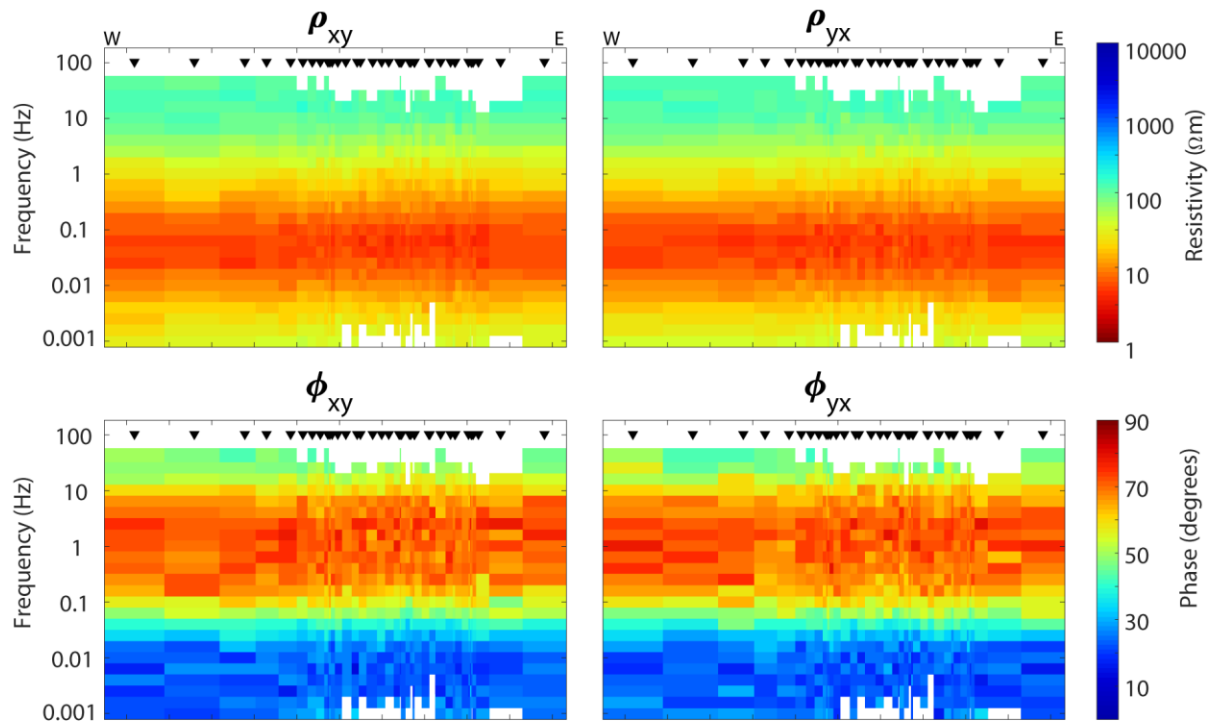 ρxy
ρyx
W
E
W
E
Frequency (Hz)
100
10
1
0.1
0.01
0.001
10000
1000
100
10
1
Resistivity (Ωm)
ϕxy
ϕyx
Frequency (Hz)
100
10
1
0.1
0.01
0.001
90
70
50
30
10
Phase (degrees)